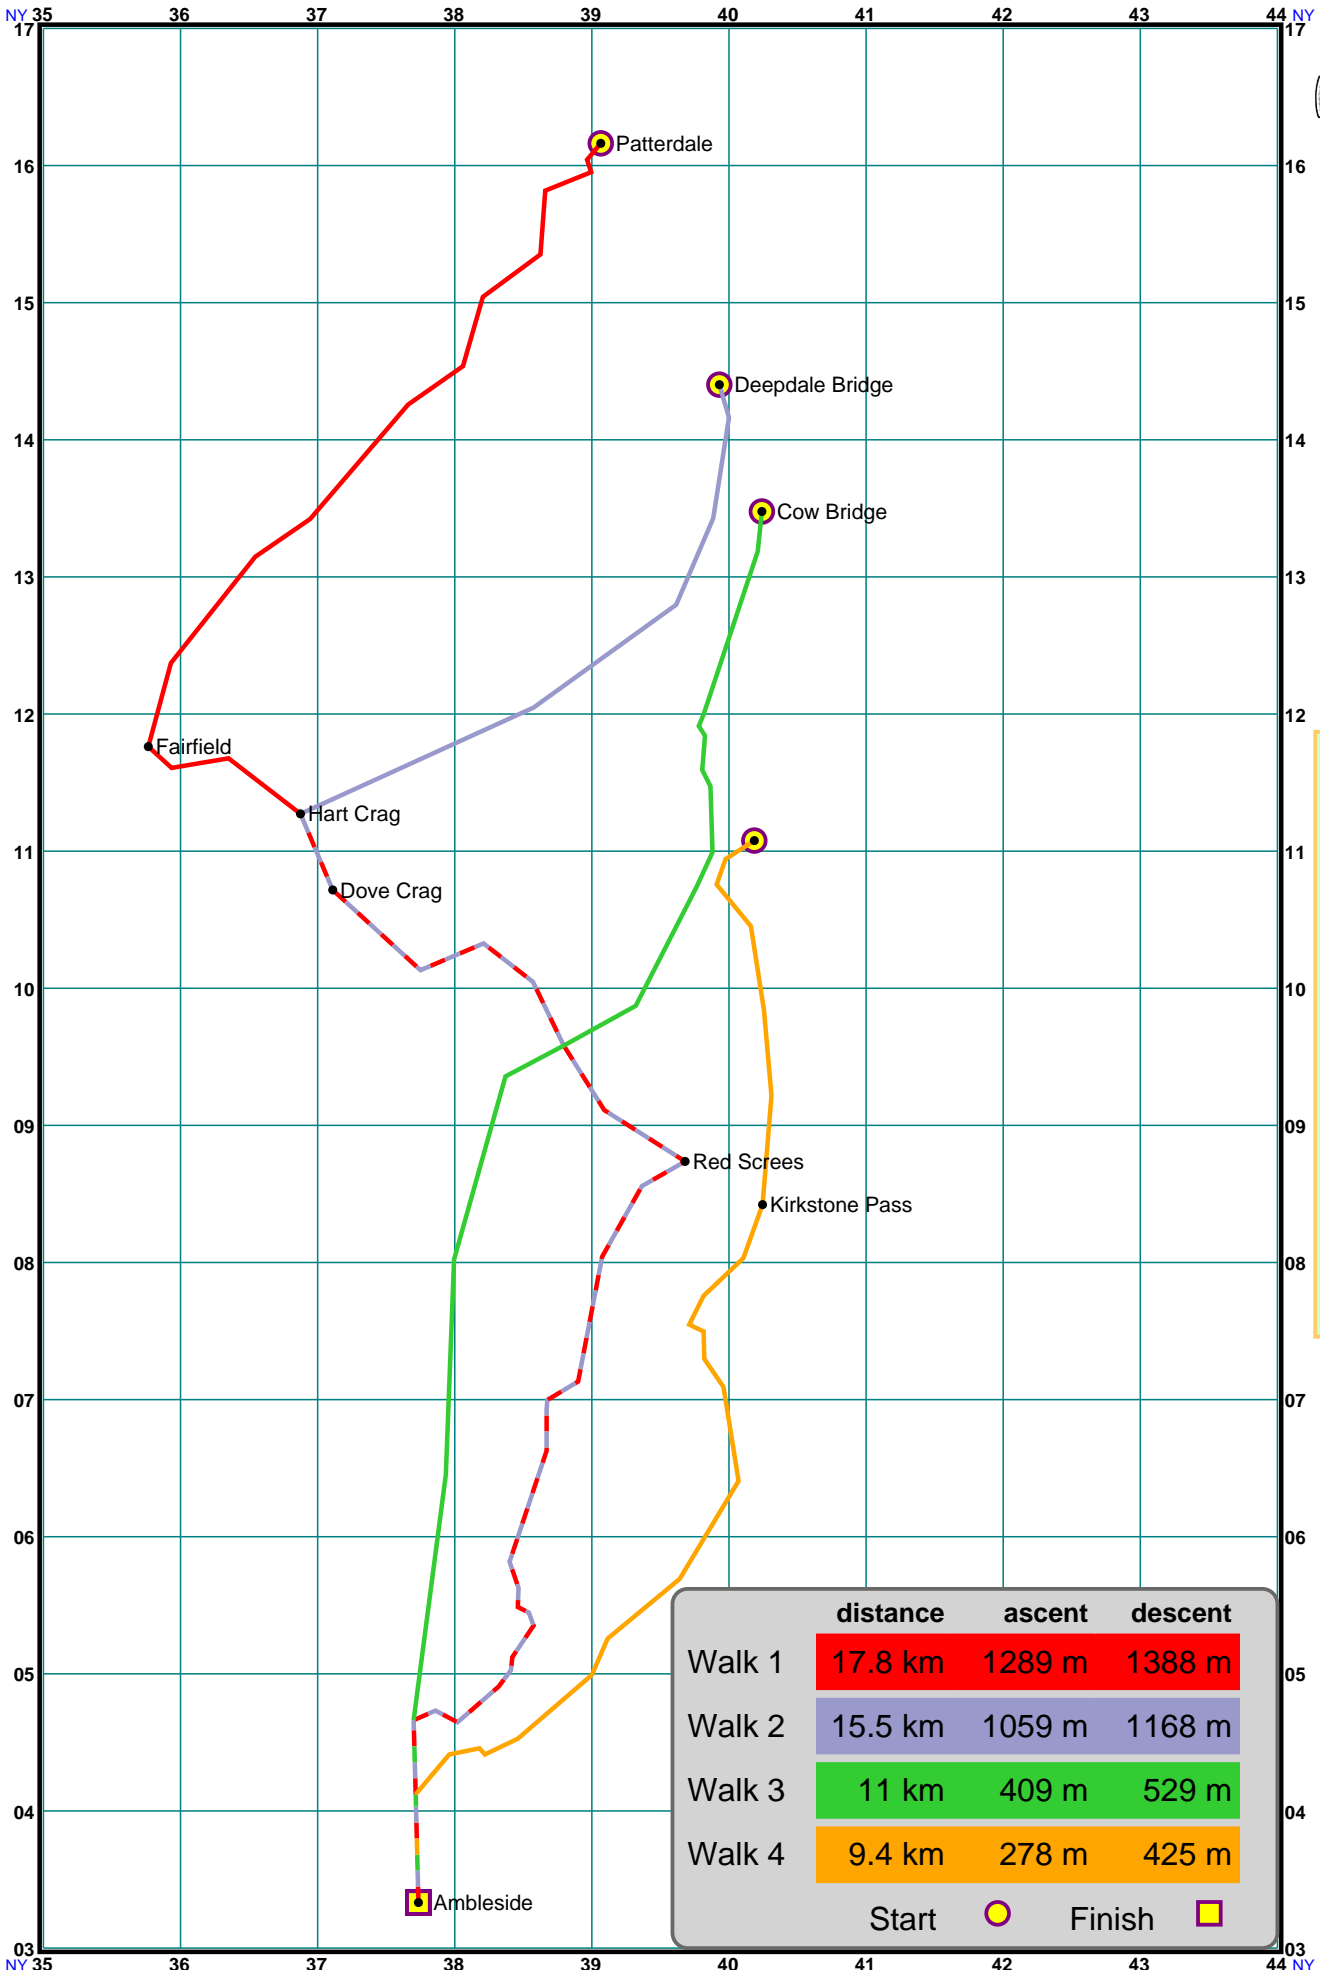 NY 35 36 37 38 39 40 41 42 43 44 NY
17 17
Patterdale
16 16
15 15
Deepdale Bridge
14 14
Cow Bridge
13 13
12 12
Fairfield
Hart Crag
11 11
Dove Crag
10 10
09 09
Red Screes
Kirkstone Pass
08 08
07 07
06 06
distance ascent descent
Walk 1 17.8 km 1289 m 1388 m
05 05
Walk 2 15.5 km 1059 m 1168 m
Walk 3 11 km 409 m 529 m
04 04
Walk 4 9.4 km 278 m 425 m
Ambleside
Start Finish
03 03
NY 35 36 37 38 39 40 41 42 43 44 NY